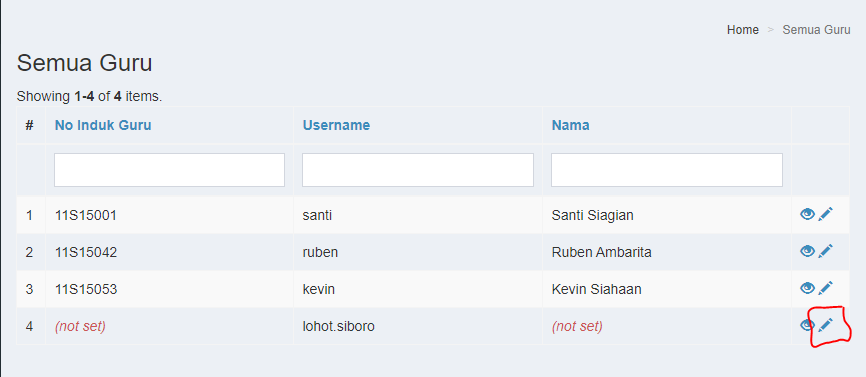 Home > Semua Guru
Semua Guru
Showing 1-4 of 4 items.
# No Induk Guru Username Nama
1 11S15001 santi Santi Siagian
2 11S15042 ruben Ruben Ambarita
3 11S15053 kevin Kevin Siahaan
4 (not set) lohot.siboro (not set)